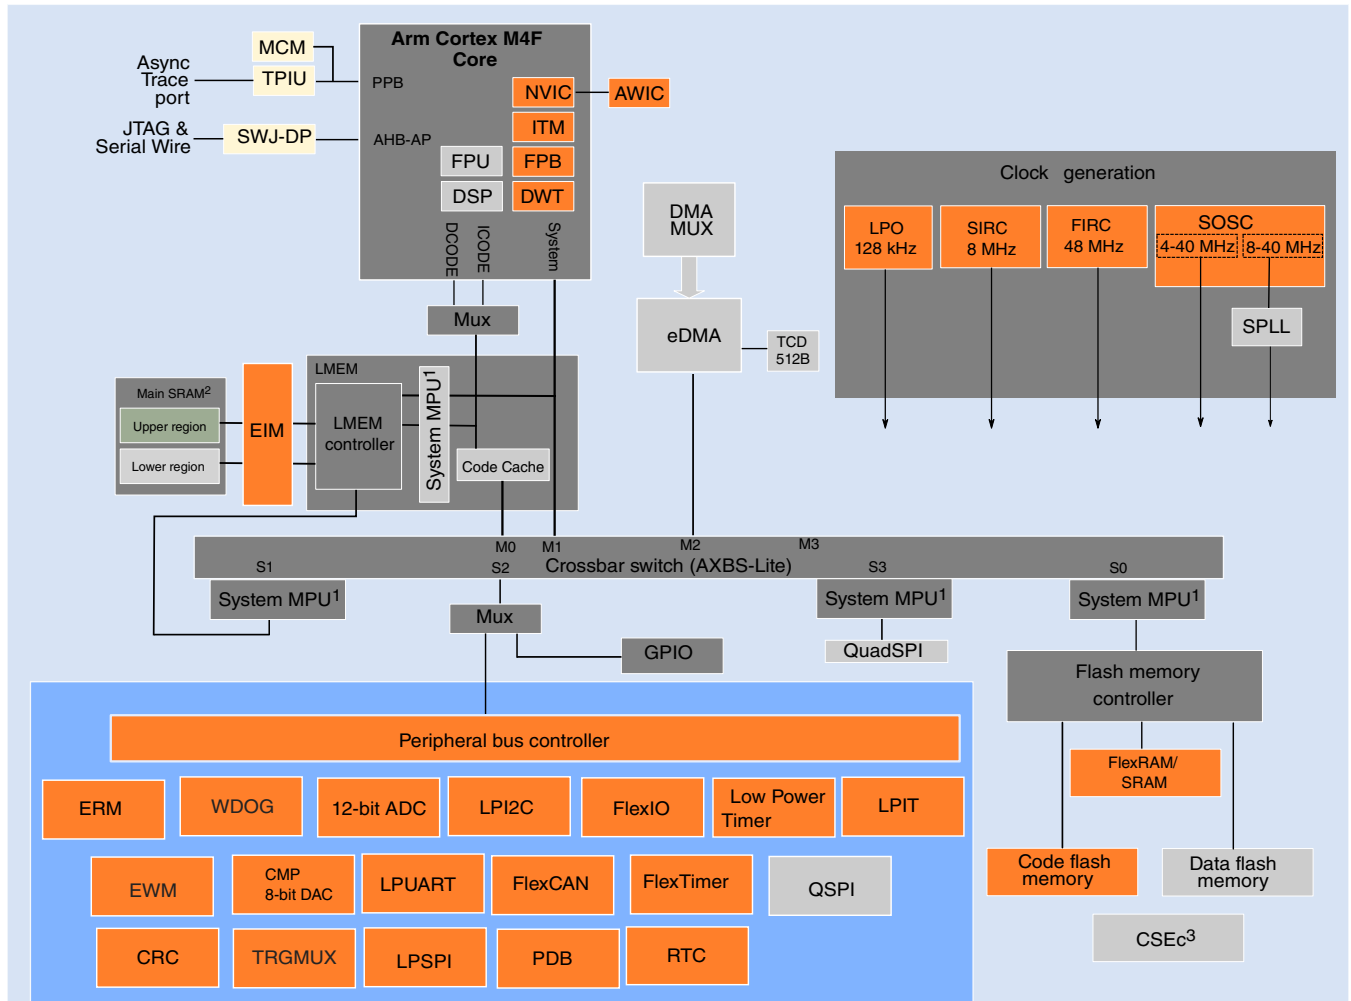 Arm Cortex M4F
Core
MCM
Async
Trace
port
TPIU
PPB
JTAG &
Serial Wire
SWJ-DP
AHB-AP
NVIC
AWIC
ITM
FPU
FPB
DSP
DWT
DCODE
ICODE
System
Mux
DMA
MUX
eDMA
TCD
512B
Clock generation
LPO
128 kHz
SIRC
8 MHz
FIRC
48 MHz
SOSC
4-40 MHz
8-40 MHz
SPLL
LMEM
Main SRAM2
Upper region
Lower region
EIM
LMEM
controller
System MPU1
Code Cache
M0
M1
M2
M3
Crossbar switch (AXBS-Lite)
S1
S2
S3
S0
System MPU1
Mux
System MPU1
System MPU1
GPIO
QuadSPI
Flash memory
controller
FlexRAM/
SRAM
Code flash
memory
Data flash
memory
CSEc3
Peripheral bus controller
ERM
WDOG
12-bit ADC
LPI2C
FlexIO
Low Power
Timer
LPIT
EWM
CMP
8-bit DAC
LPUART
FlexCAN
FlexTimer
QSPI
CRC
TRGMUX
LPSPI
PDB
RTC